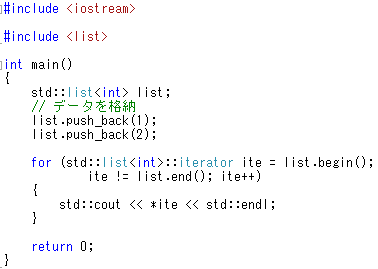 #include <iostream>
#include <list>
int main()
{
std::list<int> list;
// データを格納
list.push_back(1);
list.push_back(2);
for (std::list<int>::iterator ite = list.begin();
ite != list.end(); ite++)
{
std::cout << *ite << std::endl;
}
return 0;
}